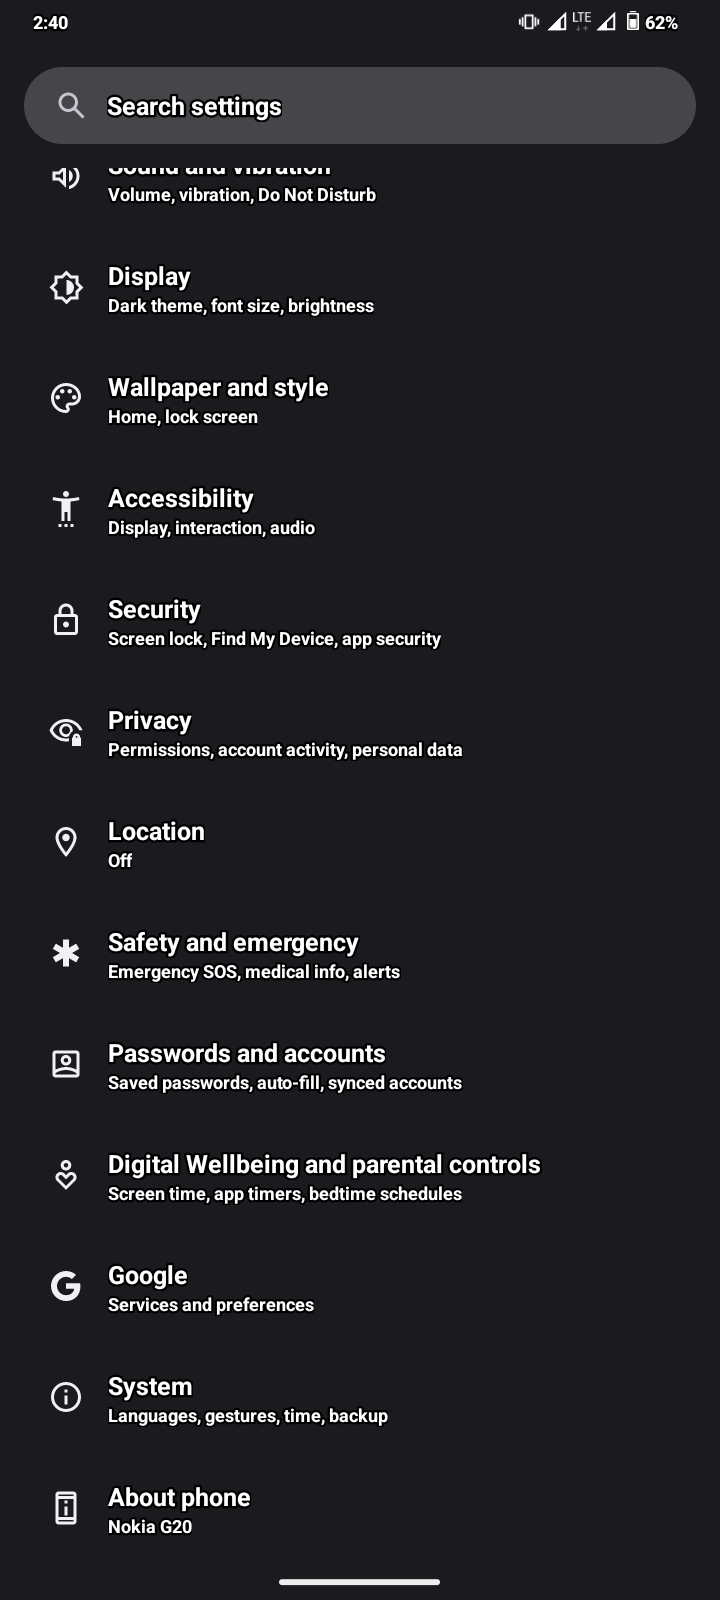 2:40
LTE
62%
Search settings
Sound and vibration
Volume, vibration, Do Not Disturb
Display
Dark theme, font size, brightness
Wallpaper and style
Home, lock screen
Accessibility
Display, interaction, audio
Security
Screen lock, Find My Device, app security
Privacy
Permissions, account activity, personal data
Location
Off
Safety and emergency
Emergency SOS, medical info, alerts
Passwords and accounts
Saved passwords, auto-fill, synced accounts
Digital Wellbeing and parental controls
Screen time, app timers, bedtime schedules
Google
Services and preferences
System
Languages, gestures, time, backup
About phone
Nokia G20